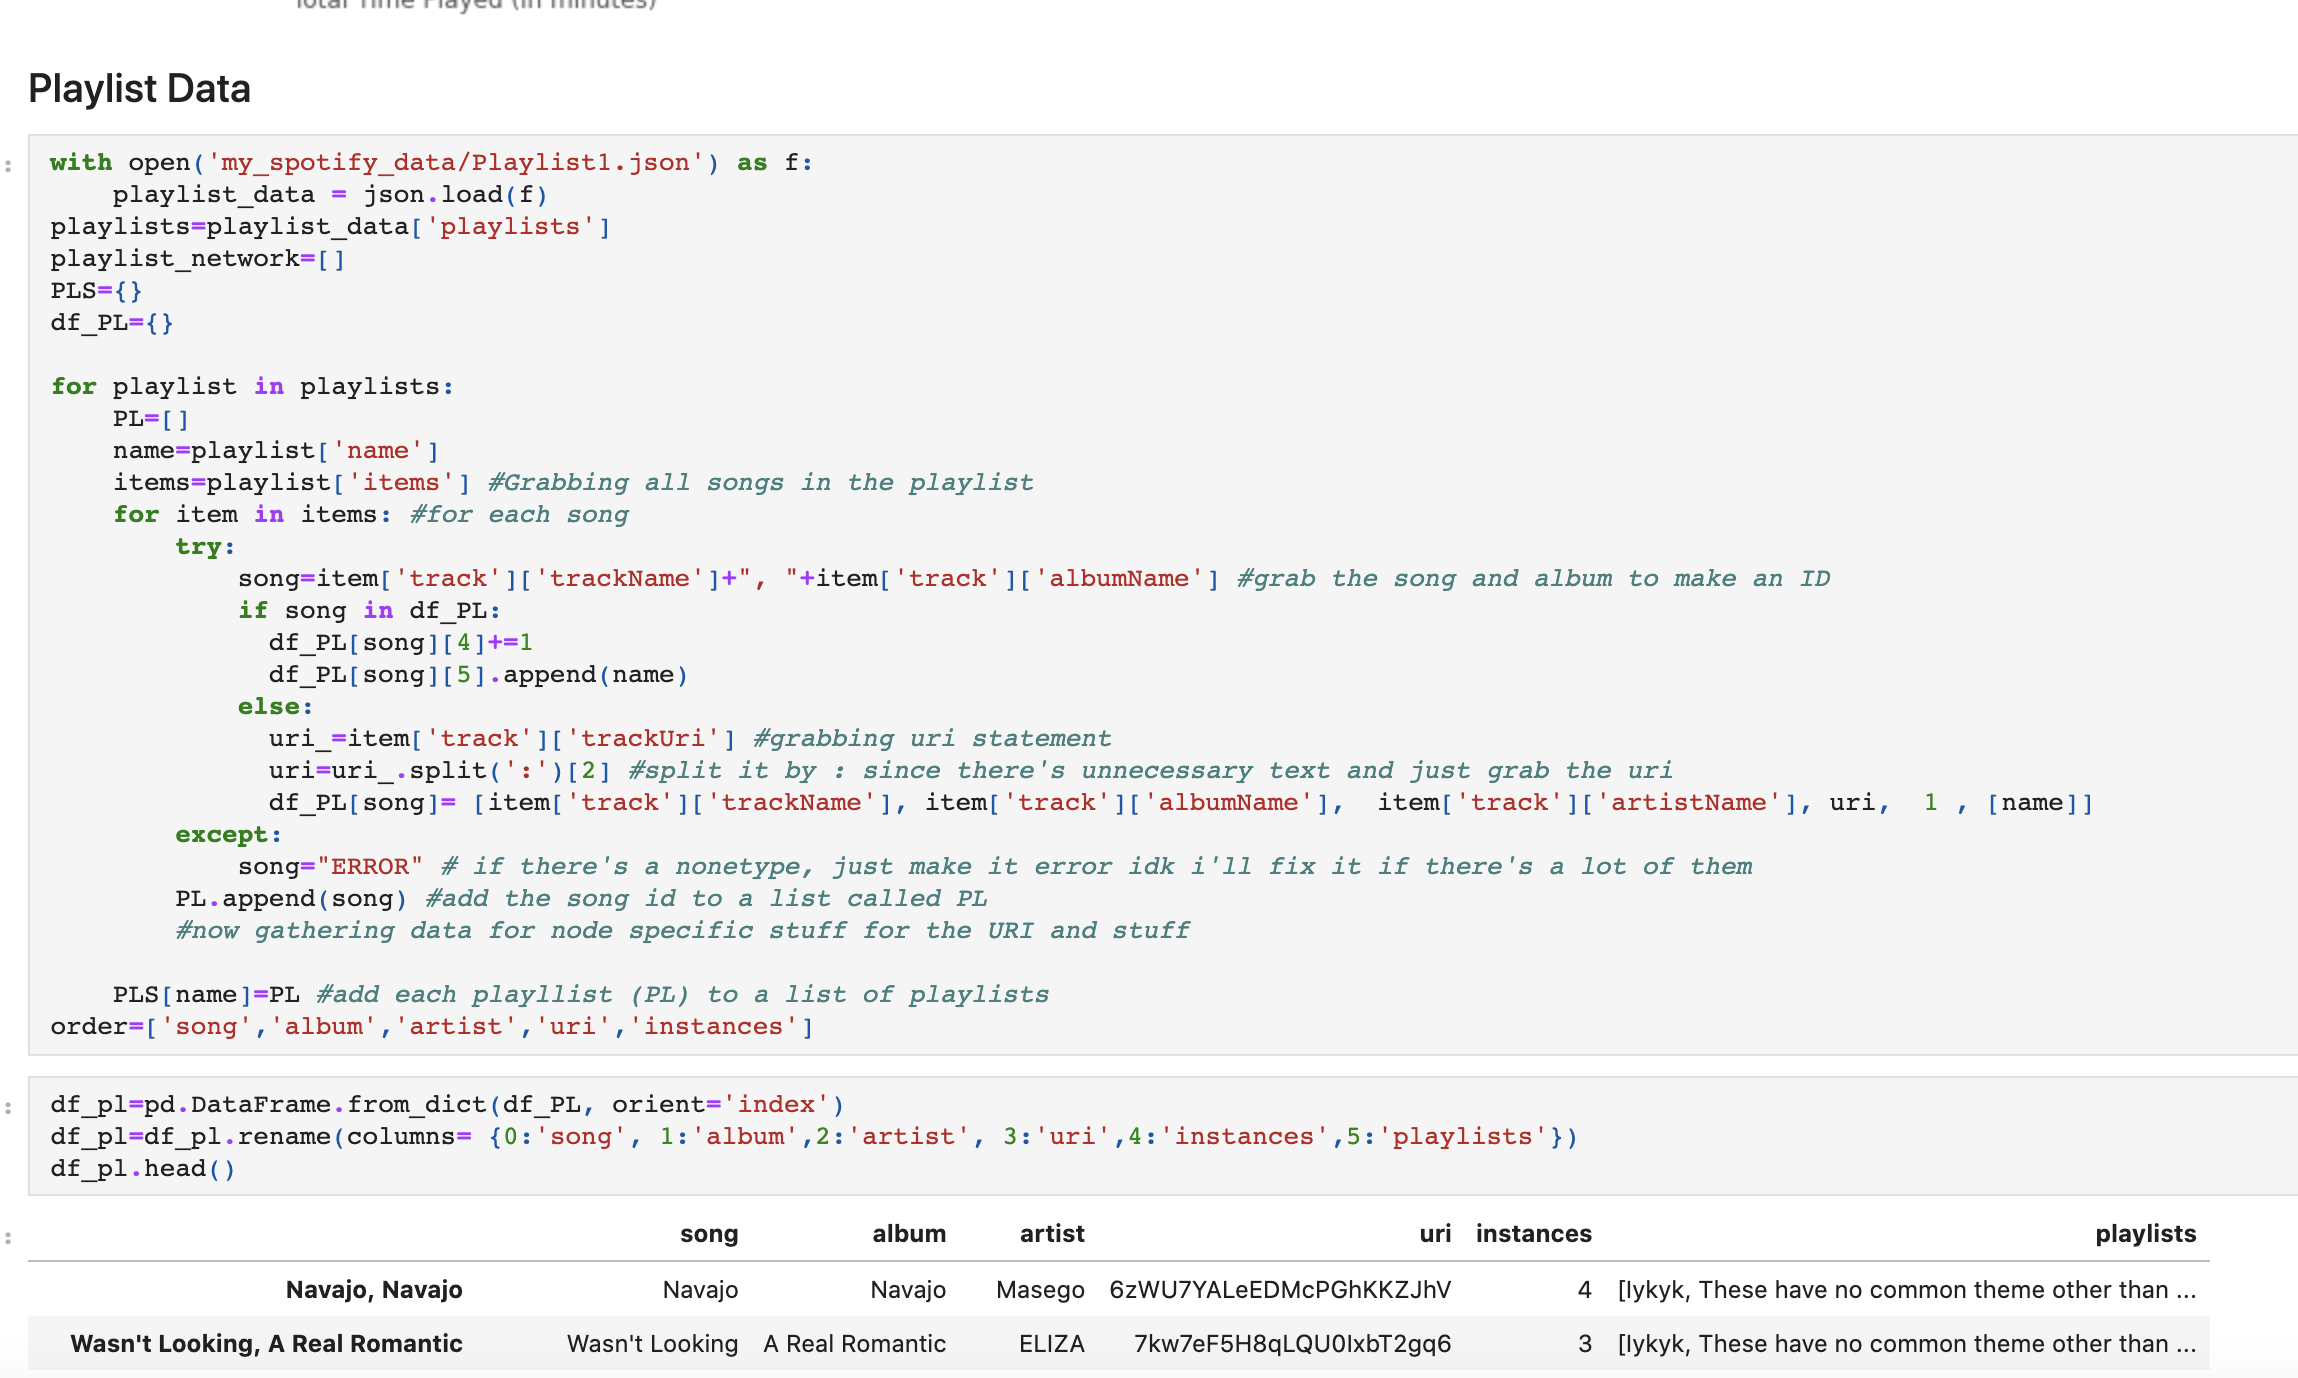 Total Time Played (in minutes)
Playlist Data
with open('my_spotify_data/Playlist1.json') as f:
    playlist_data = json.load(f)
playlists=playlist_data['playlists']
playlist_network=[]
PLS={}
df_PL={}
for playlist in playlists:
    PL=[]
    name=playlist['name']
    items=playlist['items'] #Grabbing all songs in the playlist
    for item in items: #for each song
        try:
            song=item['track']['trackName']+", "+item['track']['albumName'] #grab the song and album to make an ID
            if song in df_PL:
              df_PL[song][4]+=1
              df_PL[song][5].append(name)
            else:
              uri_=item['track']['trackUri'] #grabbing uri statement
              uri=uri_.split(':')[2] #split it by : since there's unnecessary text and just grab the uri
              df_PL[song]= [item['track']['trackName'], item['track']['albumName'],  item['track']['artistName'], uri,  1 , [name]]
        except:
            song="ERROR" # if there's a nonetype, just make it error idk i'll fix it if there's a lot of them
        PL.append(song) #add the song id to a list called PL
        #now gathering data for node specific stuff for the URI and stuff
    PLS[name]=PL #add each playllist (PL) to a list of playlists
order=['song','album','artist','uri','instances']
df_pl=pd.DataFrame.from_dict(df_PL, orient='index')
df_pl=df_pl.rename(columns= {0:'song', 1:'album',2:'artist', 3:'uri',4:'instances',5:'playlists'})
df_pl.head()
song album artist uri instances playlists
Navajo, Navajo Navajo Navajo Masego 6zWU7YALeEDMcPGhKKZJhV 4 [Iykyk, These have no common theme other than ...
Wasn't Looking, A Real Romantic Wasn't Looking A Real Romantic ELIZA 7kw7eF5H8qLQU0IxbT2gq6 3 [Iykyk, These have no common theme other than ...